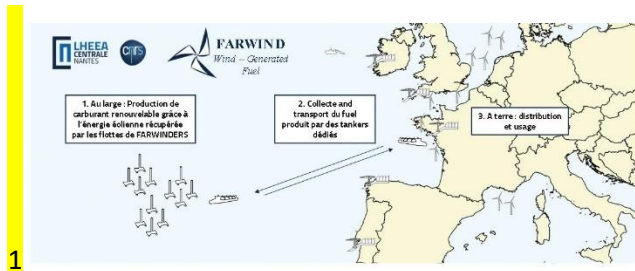 LHEEA
CENTRALE
NANTES
cnrs
FARWIND
Wind – Generated
Fuel
1. Au large : Production de
carburant renouvelable grâce à
l'énergie éolienne récupérée
par les flottes de FARWINDERS
2. Collecte and
transport du fuel
produit par des tankers
dédiés
3. A terre : distribution
et usage
1